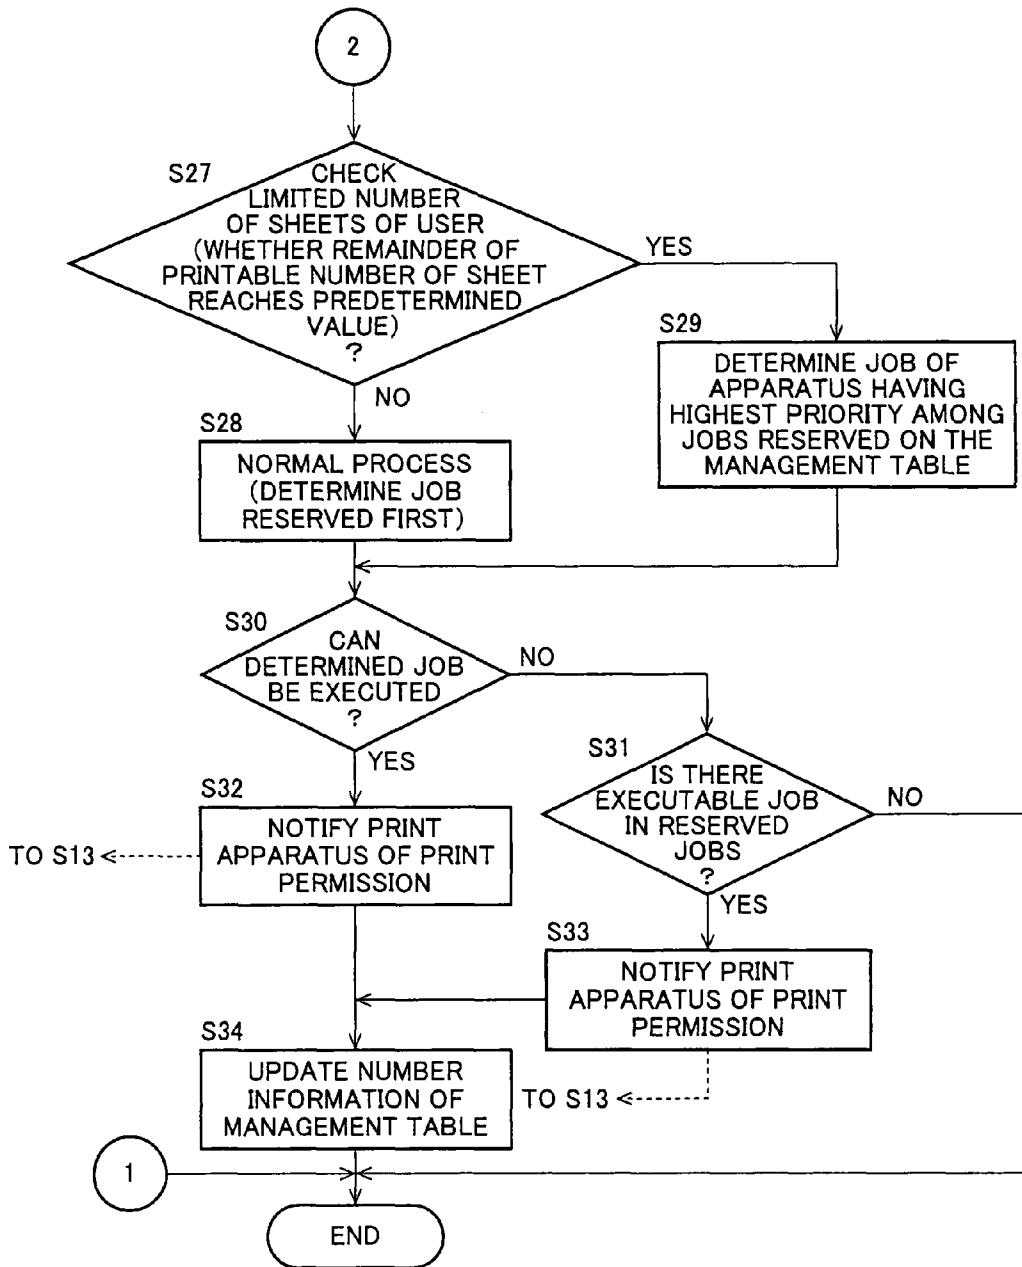 2
S27
CHECK
LIMITED NUMBER
OF SHEETS OF USER
(WHETHER REMAINDER OF
PRINTABLE NUMBER OF SHEET
REACHES PREDETERMINED
VALUE)
?
YES
NO
S29
DETERMINE JOB OF
APPARATUS HAVING
HIGHEST PRIORITY AMONG
JOBS RESERVED ON THE
MANAGEMENT TABLE
S28
NORMAL PROCESS
(DETERMINE JOB
RESERVED FIRST)
S30
CAN
DETERMINED JOB
BE EXECUTED
?
NO
YES
S31
IS THERE
EXECUTABLE JOB
IN RESERVED
JOBS
?
NO
YES
S32
NOTIFY PRINT
APPARATUS OF PRINT
PERMISSION
TO S13
S33
NOTIFY PRINT
APPARATUS OF PRINT
PERMISSION
TO S13
S34
UPDATE NUMBER
INFORMATION OF
MANAGEMENT TABLE
1
END